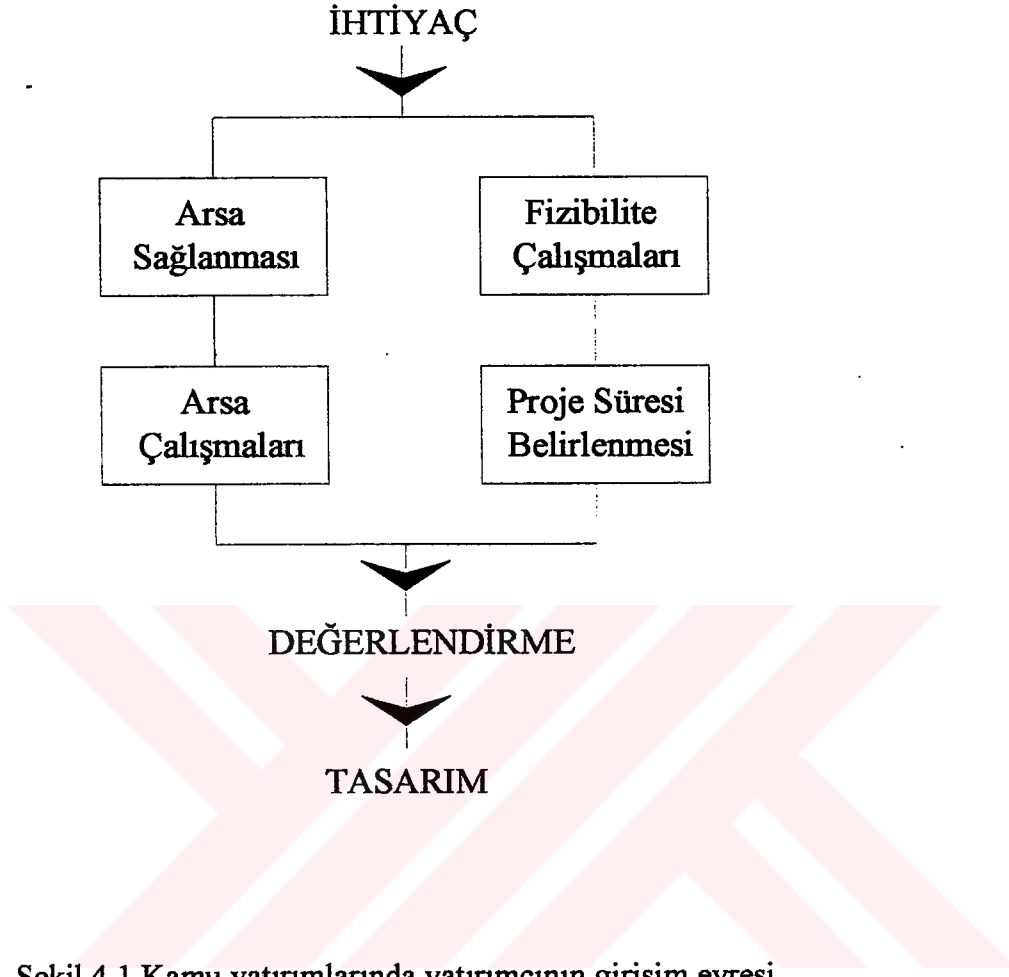 İHTİYAÇ
Arsa
Sağlanması
Fizibilite
Çalışmaları
Arsa
Çalışmaları
Proje Süresi
Belirlenmesi
DEĞERLENDİRME
TASARIM
Şekil 4.1 Kamu yatırımlarında yatırımcının girişim evresi